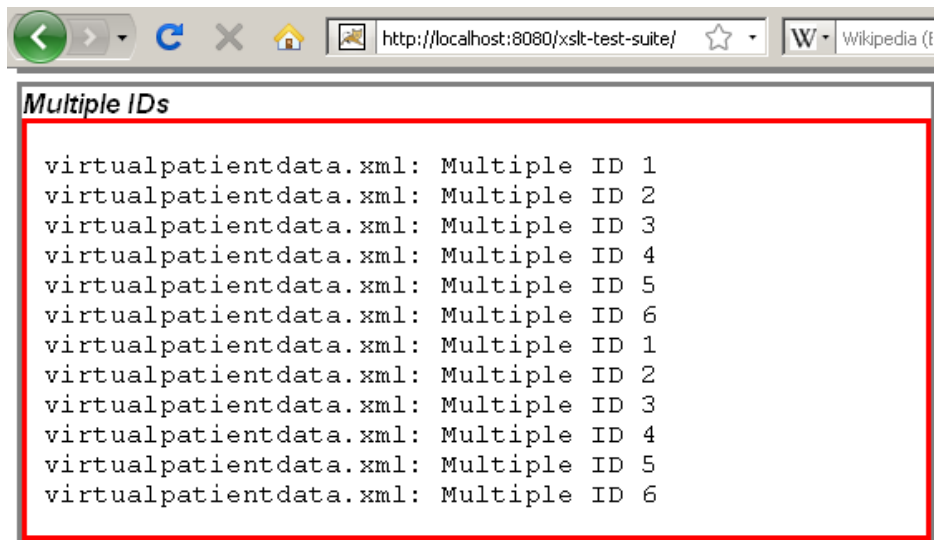 http://localhost:8080/xslt-test-suite/
W
Wikipedia (
Multiple IDs
virtualpatientdata.xml: Multiple ID 1
virtualpatientdata.xml: Multiple ID 2
virtualpatientdata.xml: Multiple ID 3
virtualpatientdata.xml: Multiple ID 4
virtualpatientdata.xml: Multiple ID 5
virtualpatientdata.xml: Multiple ID 6
virtualpatientdata.xml: Multiple ID 1
virtualpatientdata.xml: Multiple ID 2
virtualpatientdata.xml: Multiple ID 3
virtualpatientdata.xml: Multiple ID 4
virtualpatientdata.xml: Multiple ID 5
virtualpatientdata.xml: Multiple ID 6